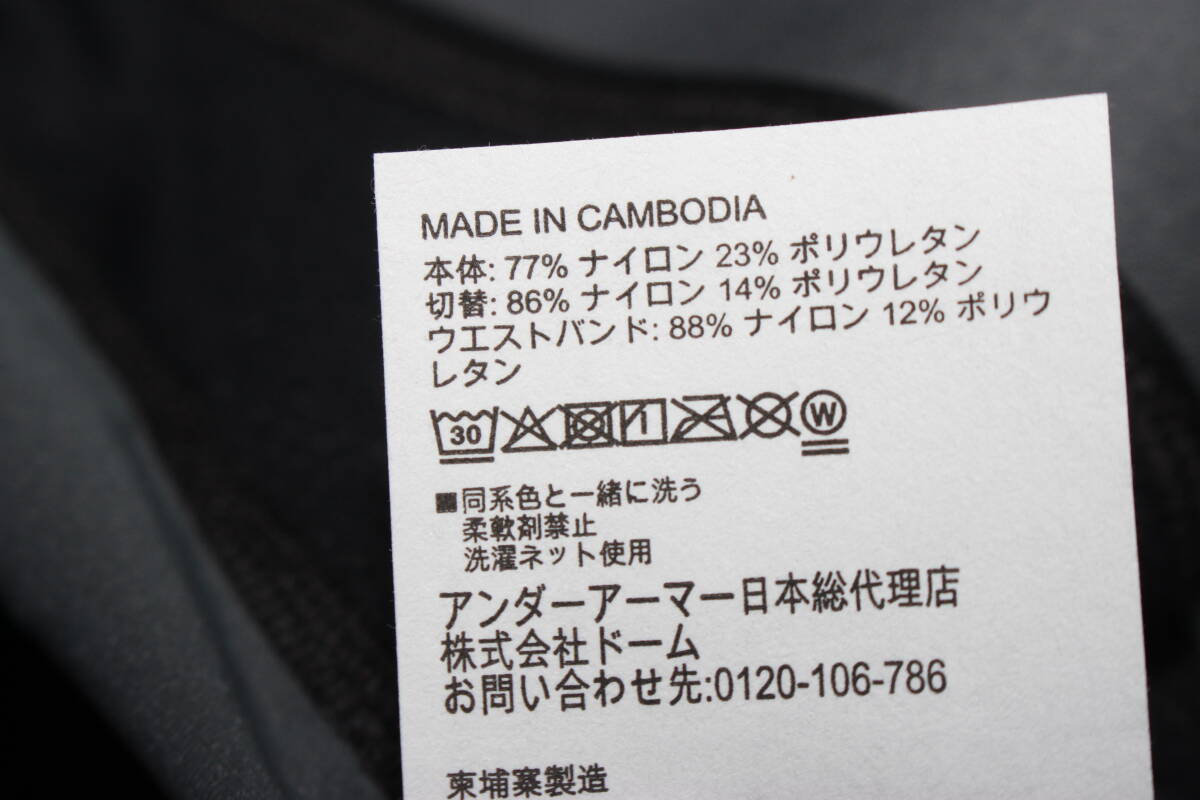 MADE IN CAMBODIA
本体: 77% ナイロン 23% ポリウレタン
切替: 86% ナイロン 14% ポリウレタン
ウエストバンド: 88% ナイロン 12% ポリウ
レタン
30 W
■同系色と一緒に洗う
柔軟剤禁止
洗濯ネット使用
アンダーアーマー日本総代理店
株式会社ドーム
お問い合わせ先:0120-106-786
柬埔寨製造